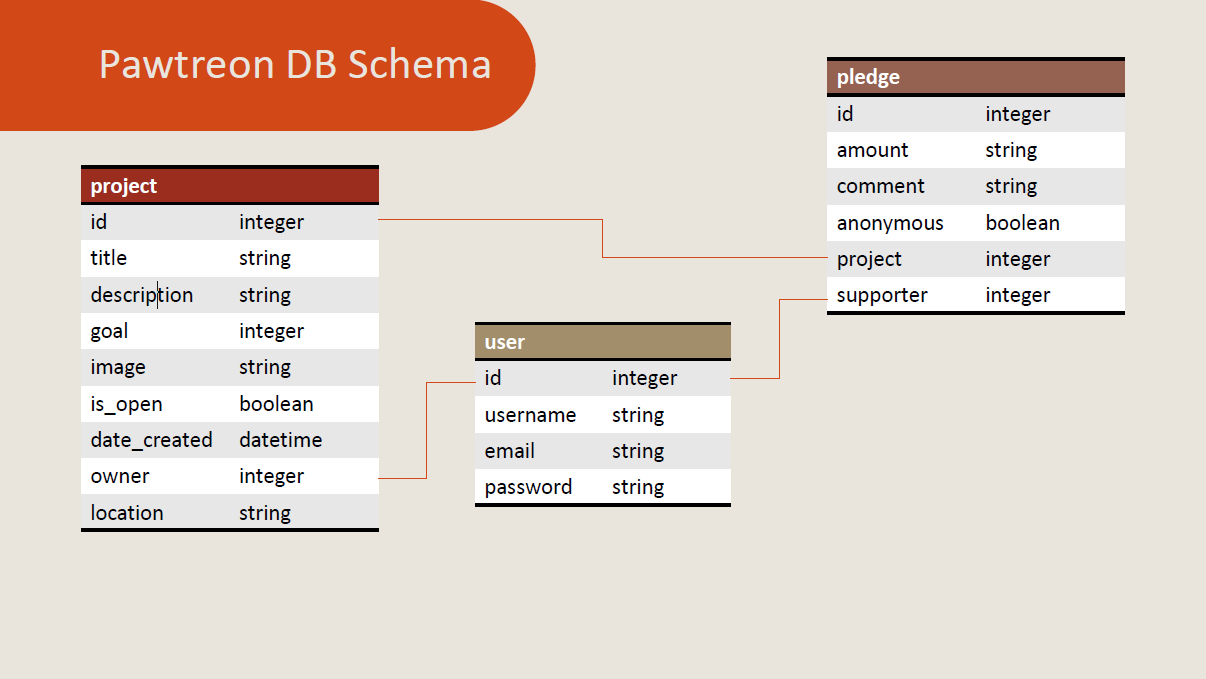 Pawtreon DB Schema
project
id integer
title string
description string
goal integer
image string
is_open boolean
date_created datetime
owner integer
location string
user
id integer
username string
email string
password string
pledge
id integer
amount string
comment string
anonymous boolean
project integer
supporter integer